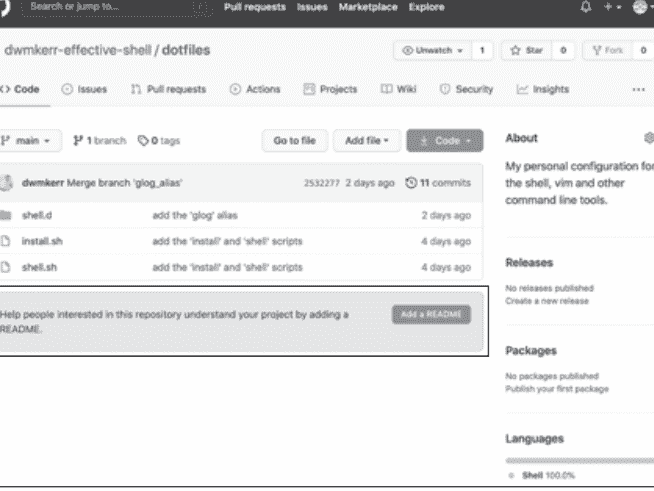 Search or jump to...
Pull requests Issues Marketplace Explore
dwmkerr-effective-shell / dotfiles
Unwatch 1
Star 0
Fork 0
<> Code Issues Pull requests Actions Projects Wiki Security Insights ...
main 1 branch 0 tags
Go to file Add file Code
dwmkerr Merge branch 'glog_alias' 2532277 2 days ago 11 commits
shell.d add the 'glog' alias 2 days ago
install.sh add the 'install' and 'shell' scripts 4 days ago
shell.sh add the 'install' and 'shell' scripts 4 days ago
Help people interested in this repository understand your project by adding a
README.
Add a README
About
My personal configuration for
the shell, vim and other
command line tools.
Releases
No releases published
Create a new release
Packages
No packages published
Publish your first package
Languages
Shell 100.0%